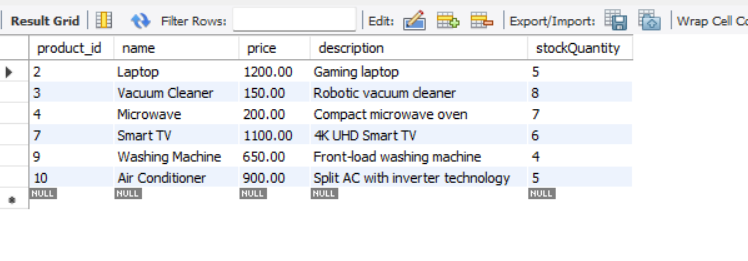 Result Grid Filter Rows: Edit: Export/Import: Wrap Cell Co
product_id name price description stockQuantity
2 Laptop 1200.00 Gaming laptop 5
3 Vacuum Cleaner 150.00 Robotic vacuum cleaner 8
4 Microwave 200.00 Compact microwave oven 7
7 Smart TV 1100.00 4K UHD Smart TV 6
9 Washing Machine 650.00 Front-load washing machine 4
10 Air Conditioner 900.00 Split AC with inverter technology 5
NULL NULL NULL NULL NULL